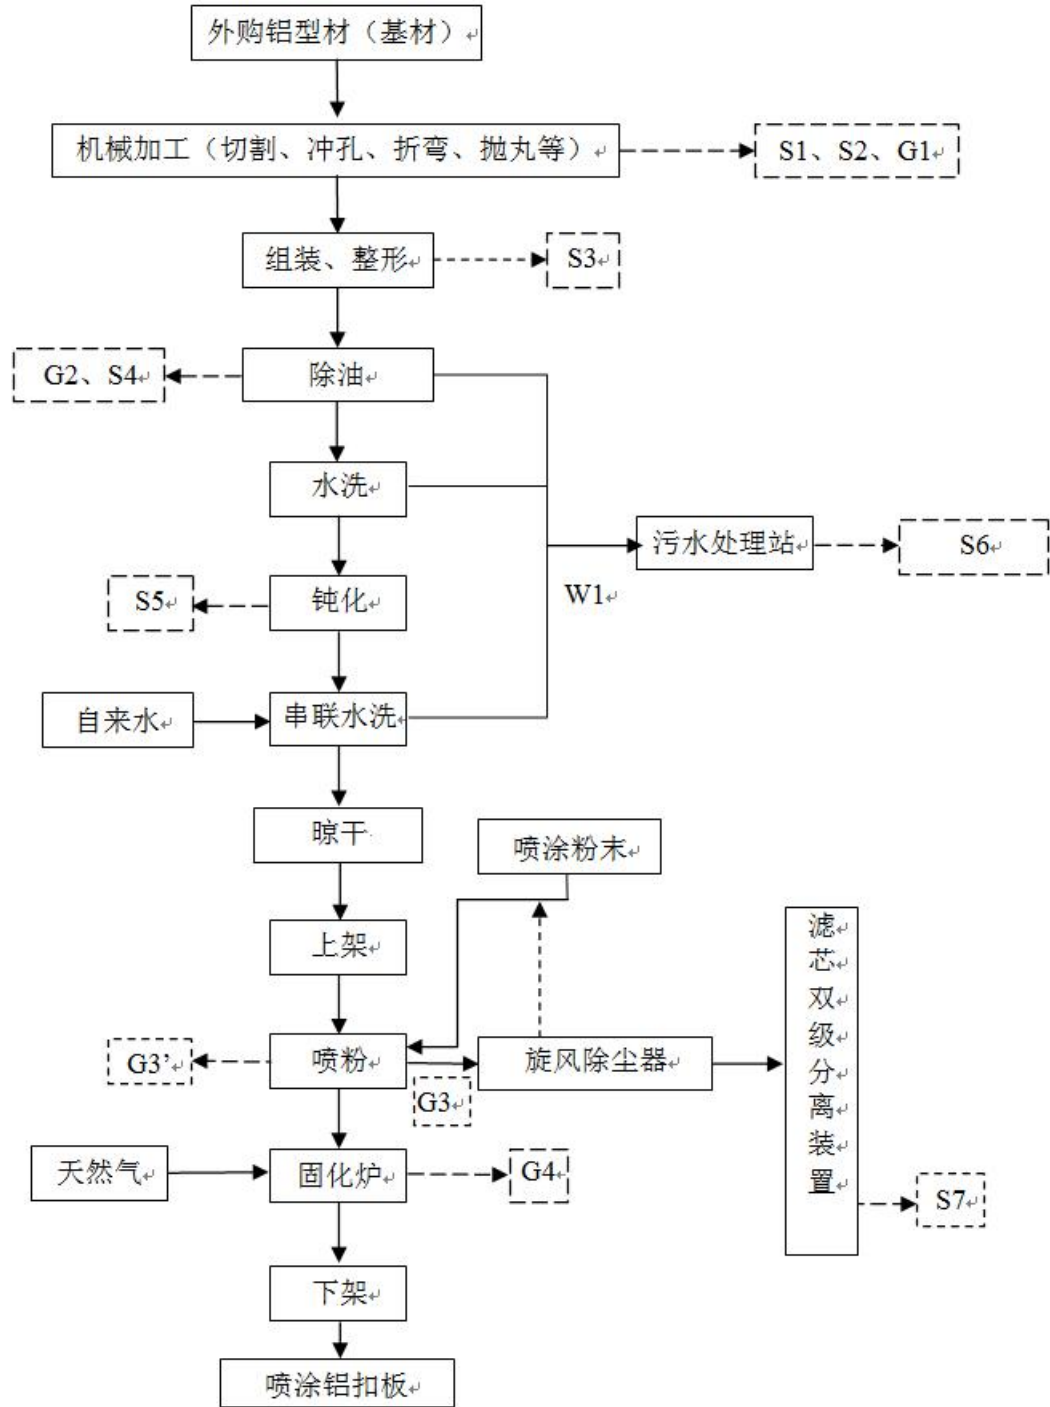 外购铝型材（基材）
机械加工（切割、冲孔、折弯、抛丸等）
S1、S2、G1
组装、整形
S3
G2、S4
除油
水洗
污水处理站
S6
S5
钝化
W1
自来水
串联水洗
晾干
喷涂粉末
上架
滤芯双级分离装置
G3’
喷粉
旋风除尘器
G3
天然气
固化炉
G4
S7
下架
喷涂铝扣板